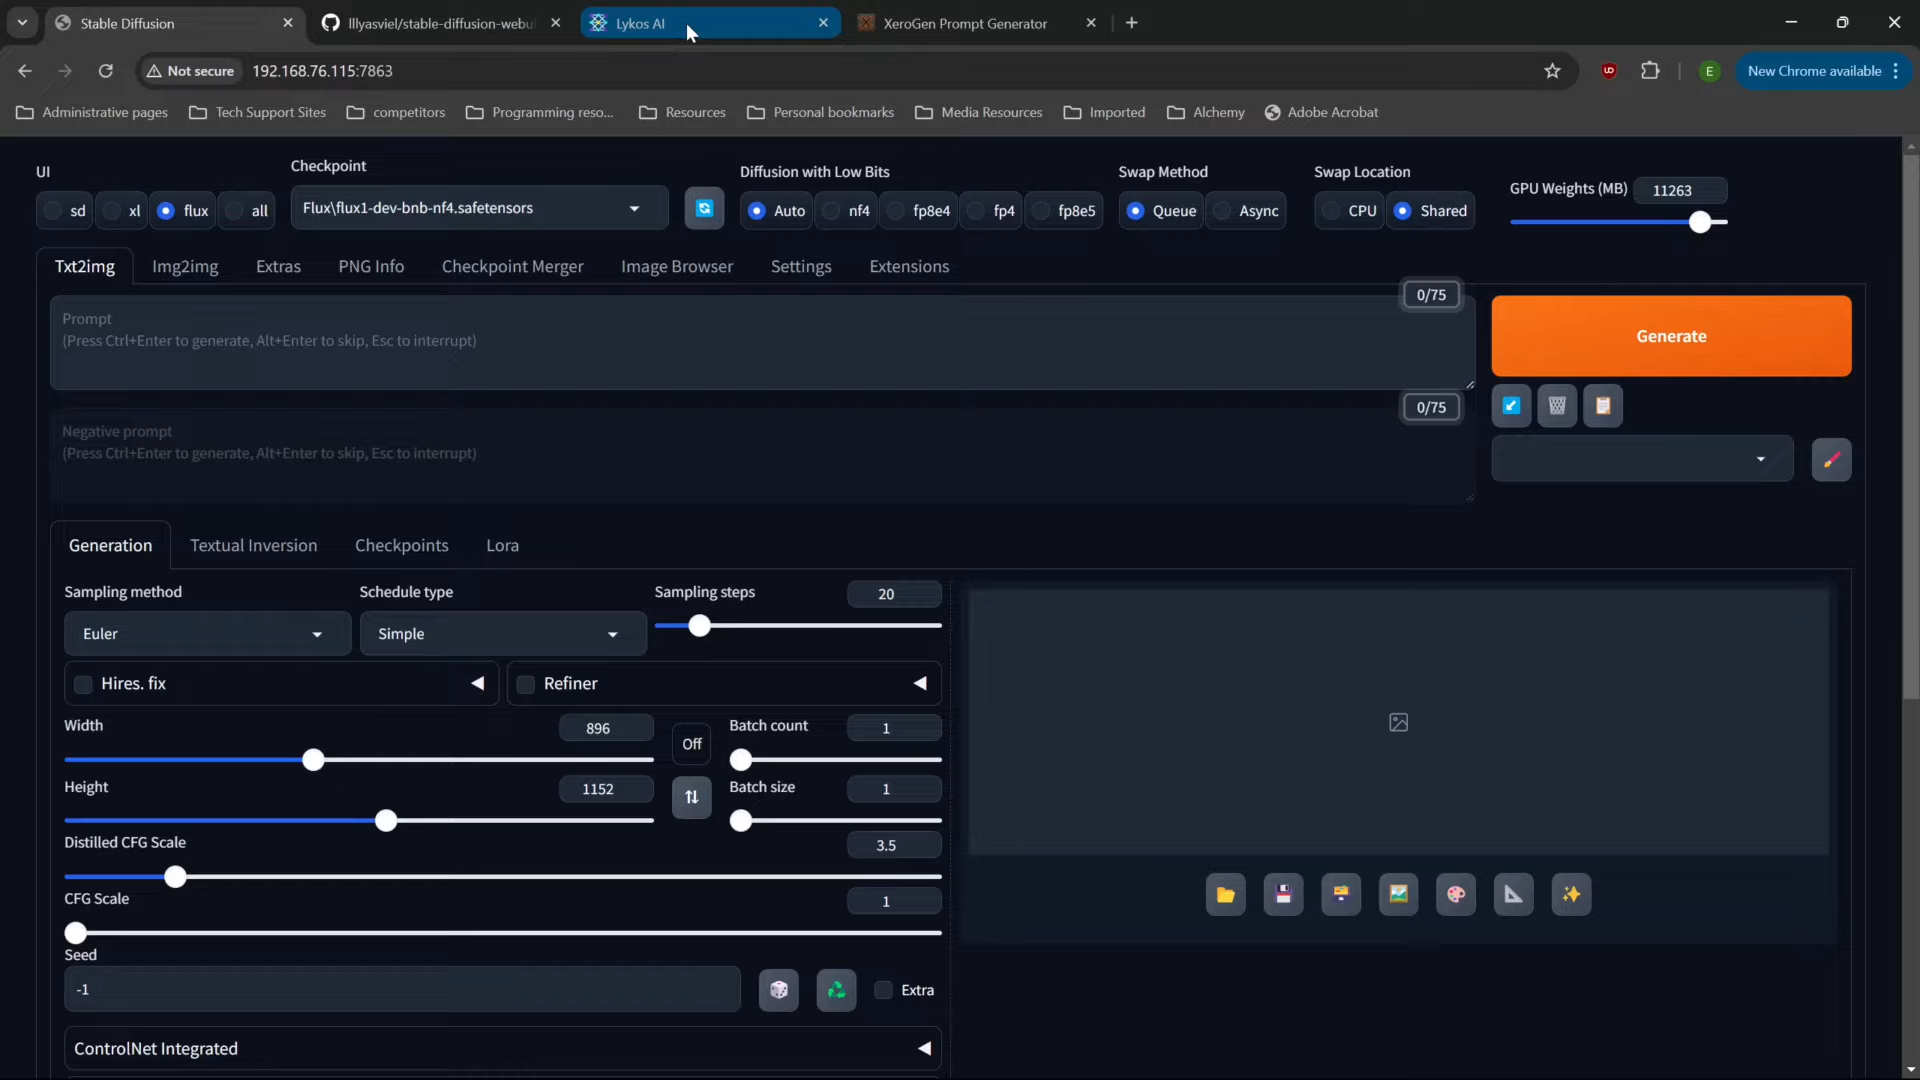 Stable Diffusion
lllyasviel/stable-diffusion-webu
Lykos AI
XeroGen Prompt Generator
Not secure
192.168.76.115:7863
E
New Chrome available
Administrative pages
Tech Support Sites
competitors
Programming reso...
Resources
Personal bookmarks
Media Resources
Imported
Alchemy
Adobe Acrobat
UI
Checkpoint
Diffusion with Low Bits
Swap Method
Swap Location
GPU Weights (MB)
11263
sd
xl
flux
all
Flux\flux1-dev-bnb-nf4.safetensors
Auto
nf4
fp8e4
fp4
fp8e5
Queue
Async
CPU
Shared
Txt2img
Img2img
Extras
PNG Info
Checkpoint Merger
Image Browser
Settings
Extensions
0/75
Prompt
(Press Ctrl+Enter to generate, Alt+Enter to skip, Esc to interrupt)
Generate
0/75
Negative prompt
(Press Ctrl+Enter to generate, Alt+Enter to skip, Esc to interrupt)
Generation
Textual Inversion
Checkpoints
Lora
Sampling method
Schedule type
Sampling steps
20
Euler
Simple
Hires. fix
Refiner
Width
896
Off
Batch count
1
Height
1152
Batch size
1
Distilled CFG Scale
3.5
CFG Scale
1
Seed
-1
Extra
ControlNet Integrated